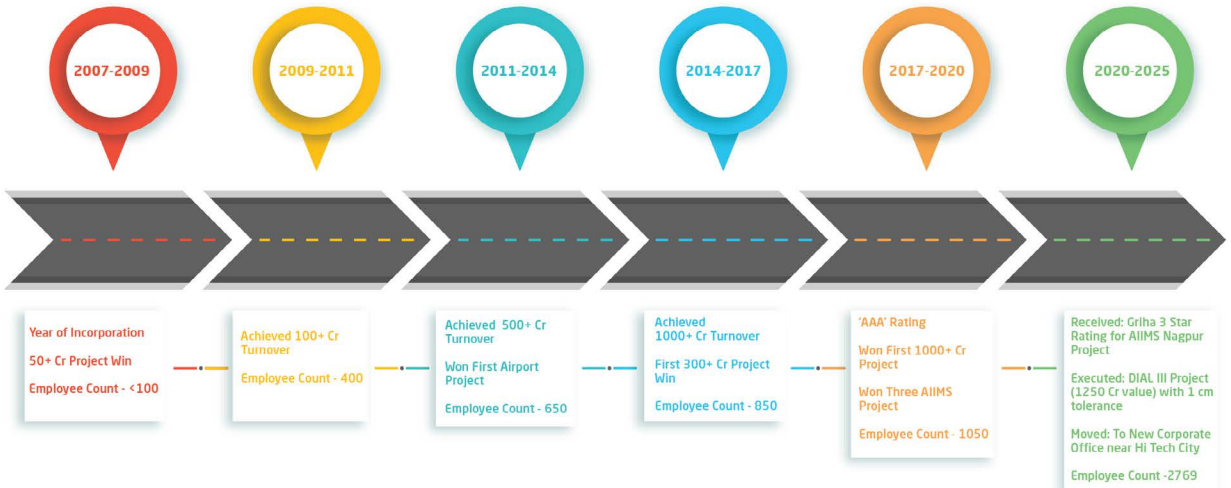 2007-2009
2009-2011
2011-2014
2014-2017
2017-2020
2020-2025
Year of Incorporation
50+ Cr Project Win
Employee Count - <100
Achieved 100+ Cr
Turnover
Employee Count - 400
Achieved 500+ Cr
Turnover
Won First Airport
Project
Employee Count - 650
Achieved
1000+ Cr Turnover
First 300+ Cr Project
Win
Employee Count - 850
'AAA' Rating
Won First 1000+ Cr
Project
Won Three AIIMS
Project
Employee Count - 1050
Received: Griha 3 Star
Rating for AIIMS Nagpur
Project
Executed: DIAL III Project
(1250 Cr value) with 1 cm
tolerance
Moved: To New Corporate
Office near Hi Tech City
Employee Count -2769